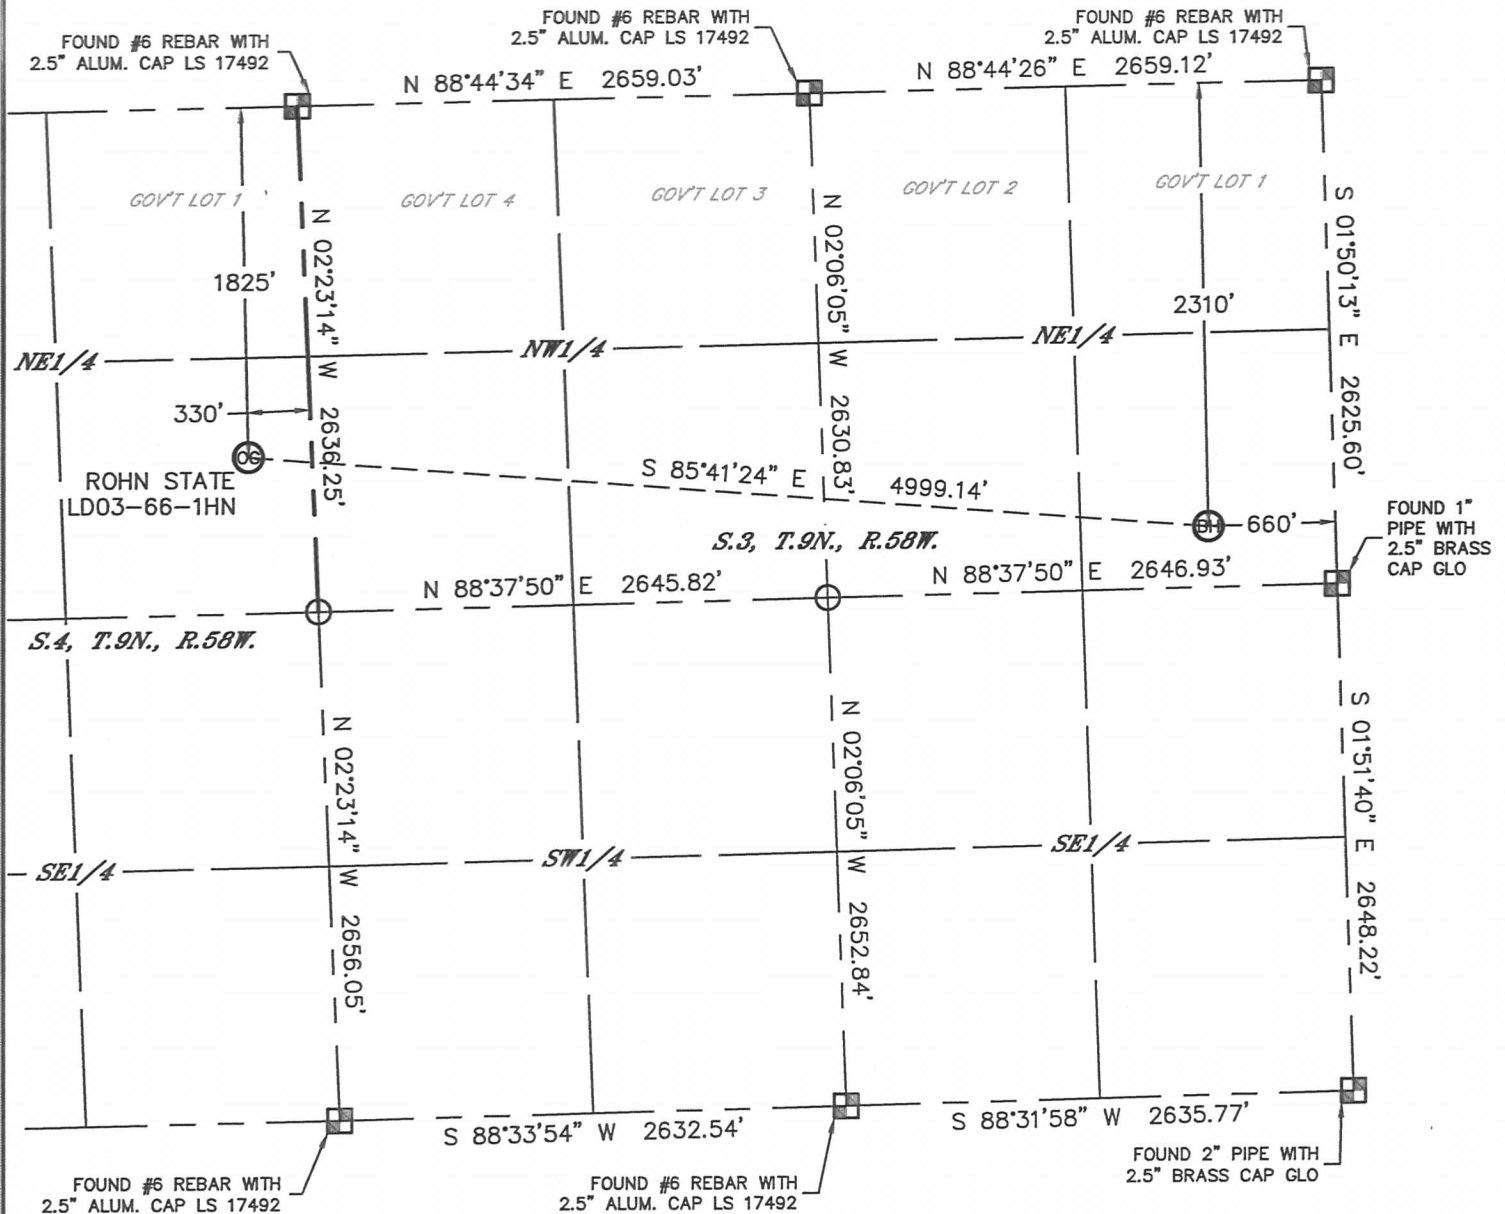 FOUND #6 REBAR WITH
2.5" ALUM. CAP LS 17492
FOUND #6 REBAR WITH
2.5" ALUM. CAP LS 17492
FOUND #6 REBAR WITH
2.5" ALUM. CAP LS 17492
N 88°44'34" E 2659.03'
N 88°44'26" E 2659.12'
GOV'T LOT 1
GOV'T LOT 4
GOV'T LOT 3
GOV'T LOT 2
GOV'T LOT 1
N 02°23'14" W 2636.25'
N 02°06'05" W 2630.83'
S 01°50'13" E 2625.60'
1825'
2310'
NE1/4
NW1/4
NE1/4
330'
OG
ROHN STATE
LD03-66-1HN
S 85°41'24" E 4999.14'
BH
660'
FOUND 1"
PIPE WITH
2.5" BRASS
CAP GLO
S.3, T.9N., R.58W.
N 88°37'50" E 2645.82'
N 88°37'50" E 2646.93'
S.4, T.9N., R.58W.
N 02°23'14" W 2656.05'
N 02°06'05" W 2652.84'
S 01°51'40" E 2648.22'
SE1/4
SW1/4
SE1/4
S 88°33'54" W 2632.54'
S 88°31'58" W 2635.77'
FOUND #6 REBAR WITH
2.5" ALUM. CAP LS 17492
FOUND #6 REBAR WITH
2.5" ALUM. CAP LS 17492
FOUND 2" PIPE WITH
2.5" BRASS CAP GLO